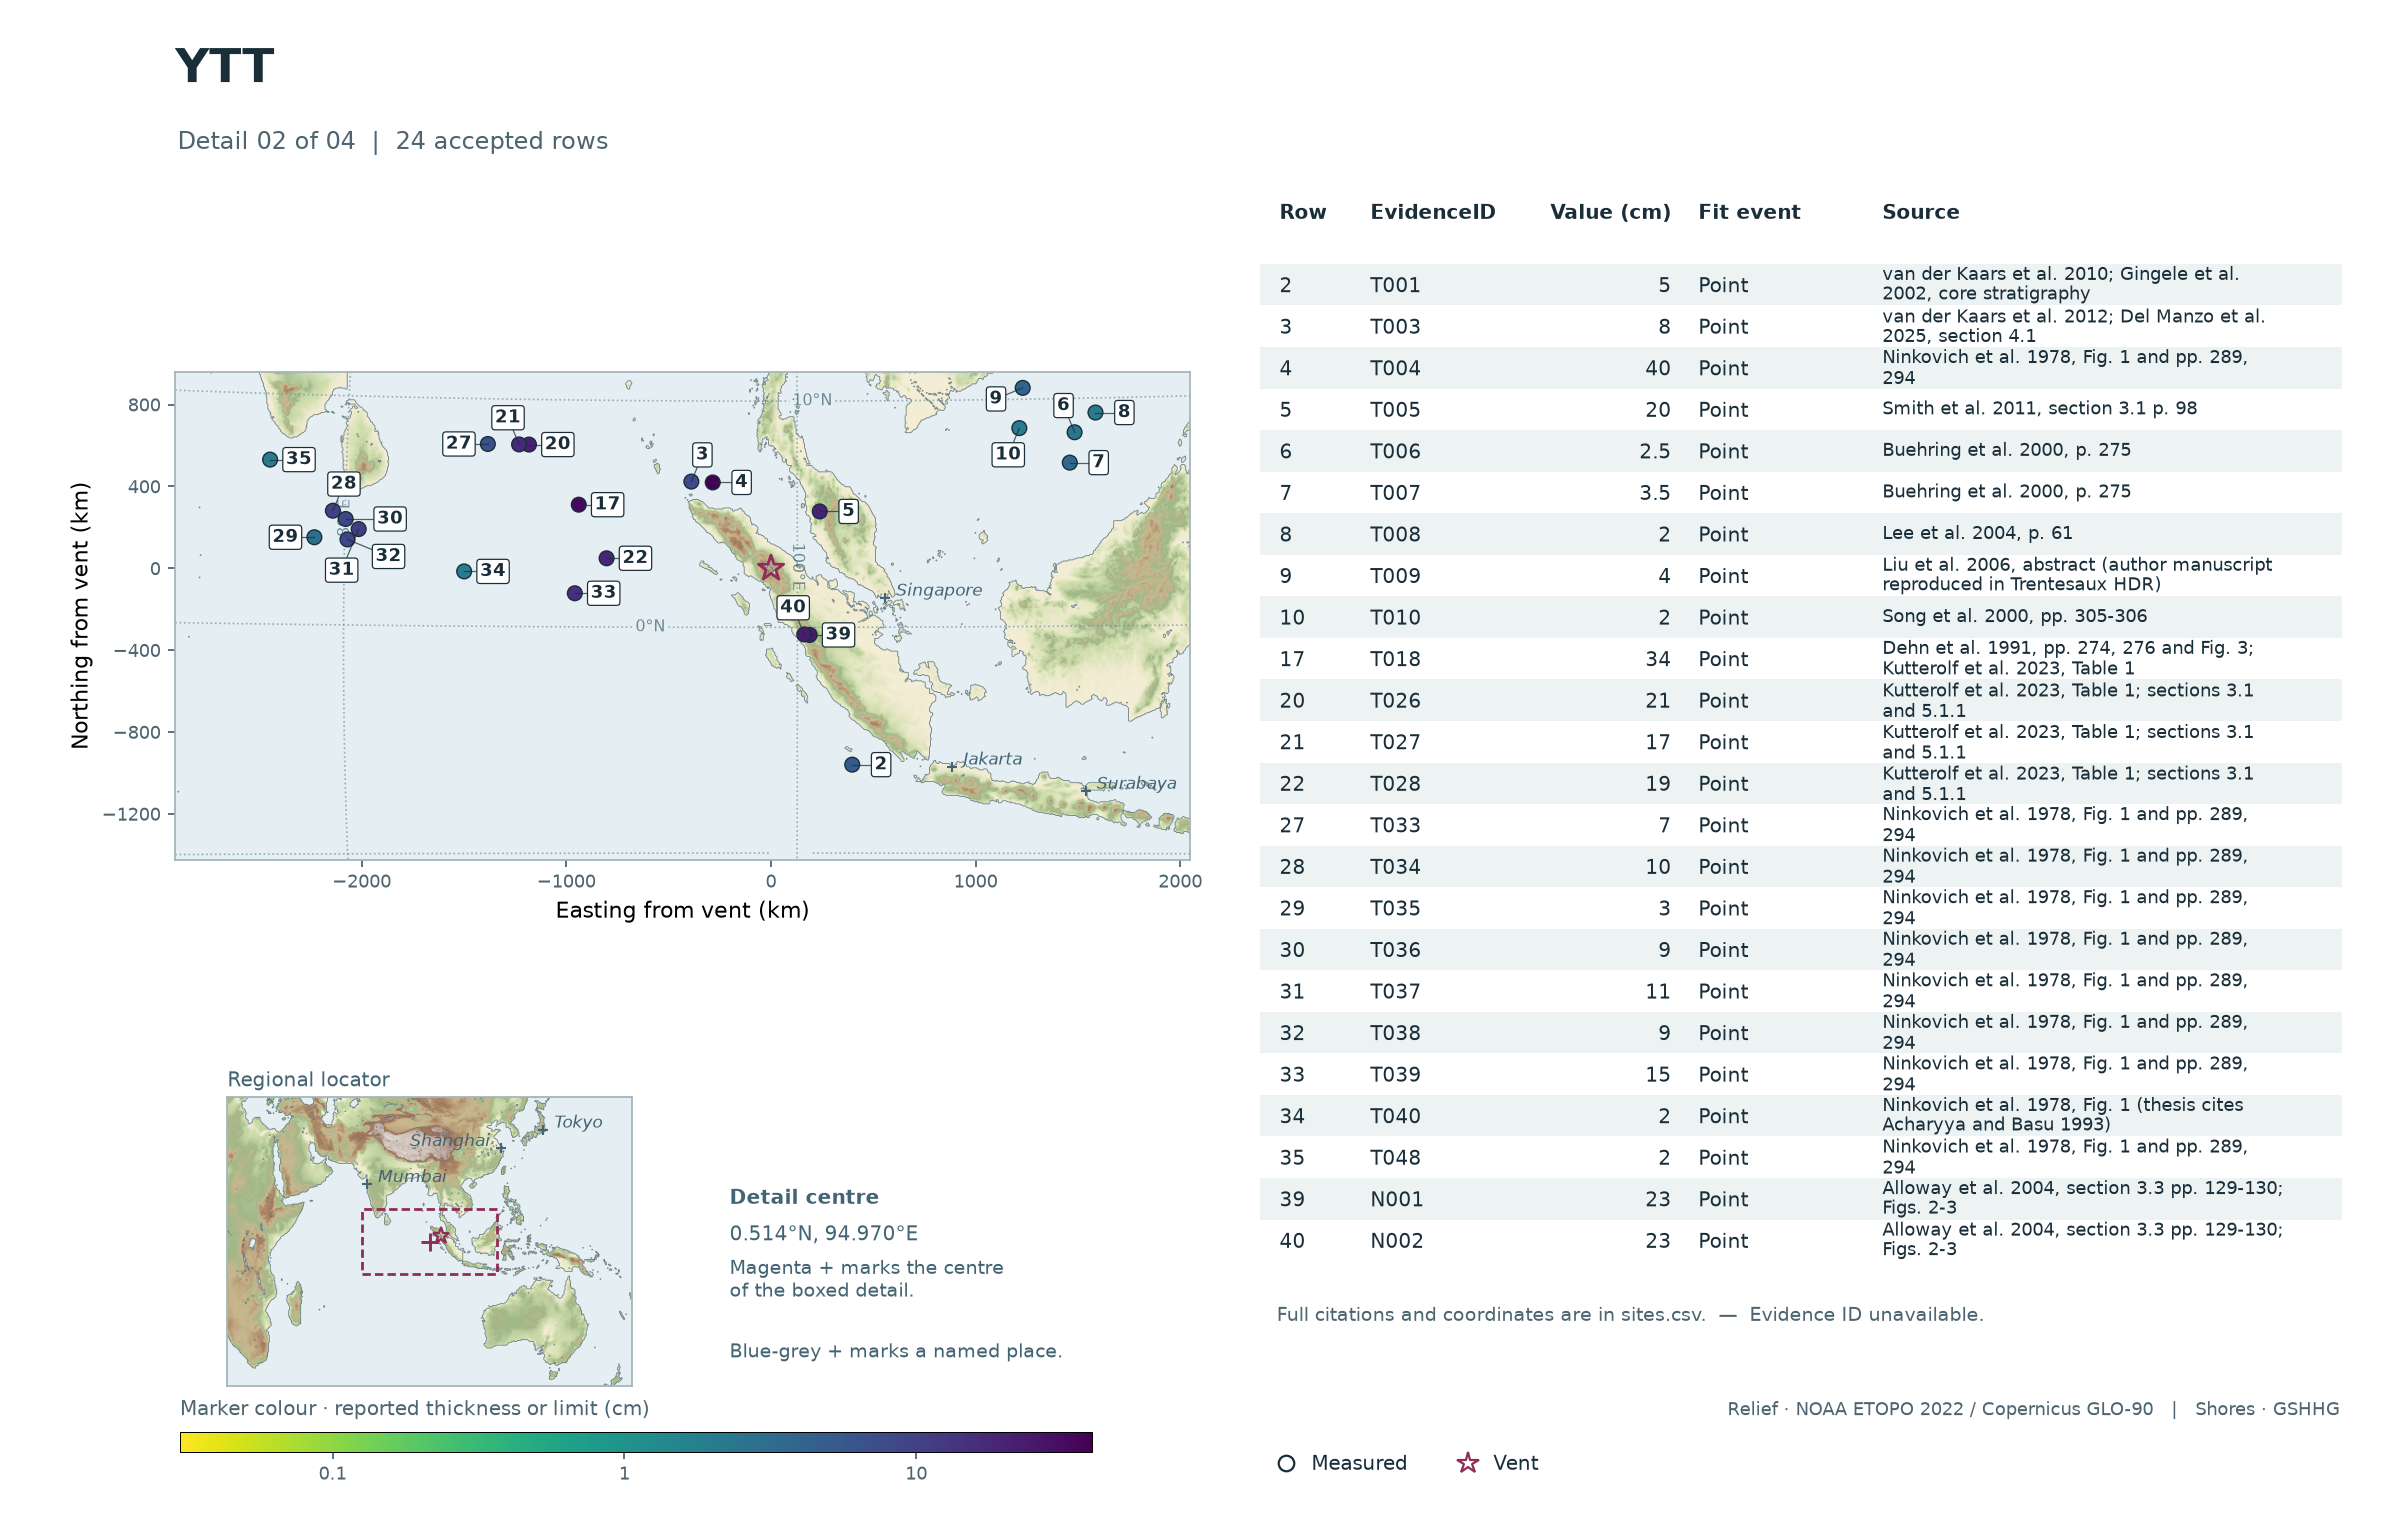 YTT
Detail 02 of 04 | 24 accepted rows
Northing from vent (km)
800
400
0
−400
−800
−1200
−2000
−1000
0
1000
2000
Easting from vent (km)
10°N
0°N
100°E
Singapore
Jakarta
Surabaya
9
6
8
21
27
20
10
7
35
3
4
28
17
5
30
29
32
31
22
34
33
40
39
2
Regional locator
Tokyo
Shanghai
Mumbai
Detail centre
0.514°N, 94.970°E
Magenta + marks the centre
of the boxed detail.
Blue-grey + marks a named place.
Marker colour · reported thickness or limit (cm)
0.1
1
10
Row EvidenceID Value (cm) Fit event Source
2 T001 5 Point van der Kaars et al. 2010; Gingele et al.
2002, core stratigraphy
3 T003 8 Point van der Kaars et al. 2012; Del Manzo et al.
2025, section 4.1
4 T004 40 Point Ninkovich et al. 1978, Fig. 1 and pp. 289,
294
5 T005 20 Point Smith et al. 2011, section 3.1 p. 98
6 T006 2.5 Point Buehring et al. 2000, p. 275
7 T007 3.5 Point Buehring et al. 2000, p. 275
8 T008 2 Point Lee et al. 2004, p. 61
9 T009 4 Point Liu et al. 2006, abstract (author manuscript
reproduced in Trentesaux HDR)
10 T010 2 Point Song et al. 2000, pp. 305-306
17 T018 34 Point Dehn et al. 1991, pp. 274, 276 and Fig. 3;
Kutterolf et al. 2023, Table 1
20 T026 21 Point Kutterolf et al. 2023, Table 1; sections 3.1
and 5.1.1
21 T027 17 Point Kutterolf et al. 2023, Table 1; sections 3.1
and 5.1.1
22 T028 19 Point Kutterolf et al. 2023, Table 1; sections 3.1
and 5.1.1
27 T033 7 Point Ninkovich et al. 1978, Fig. 1 and pp. 289,
294
28 T034 10 Point Ninkovich et al. 1978, Fig. 1 and pp. 289,
294
29 T035 3 Point Ninkovich et al. 1978, Fig. 1 and pp. 289,
294
30 T036 9 Point Ninkovich et al. 1978, Fig. 1 and pp. 289,
294
31 T037 11 Point Ninkovich et al. 1978, Fig. 1 and pp. 289,
294
32 T038 9 Point Ninkovich et al. 1978, Fig. 1 and pp. 289,
294
33 T039 15 Point Ninkovich et al. 1978, Fig. 1 and pp. 289,
294
34 T040 2 Point Ninkovich et al. 1978, Fig. 1 (thesis cites
Acharyya and Basu 1993)
35 T048 2 Point Ninkovich et al. 1978, Fig. 1 and pp. 289,
294
39 N001 23 Point Alloway et al. 2004, section 3.3 pp. 129-130;
Figs. 2-3
40 N002 23 Point Alloway et al. 2004, section 3.3 pp. 129-130;
Figs. 2-3
Full citations and coordinates are in sites.csv. — Evidence ID unavailable.
Relief · NOAA ETOPO 2022 / Copernicus GLO-90 | Shores · GSHHG
Measured
Vent